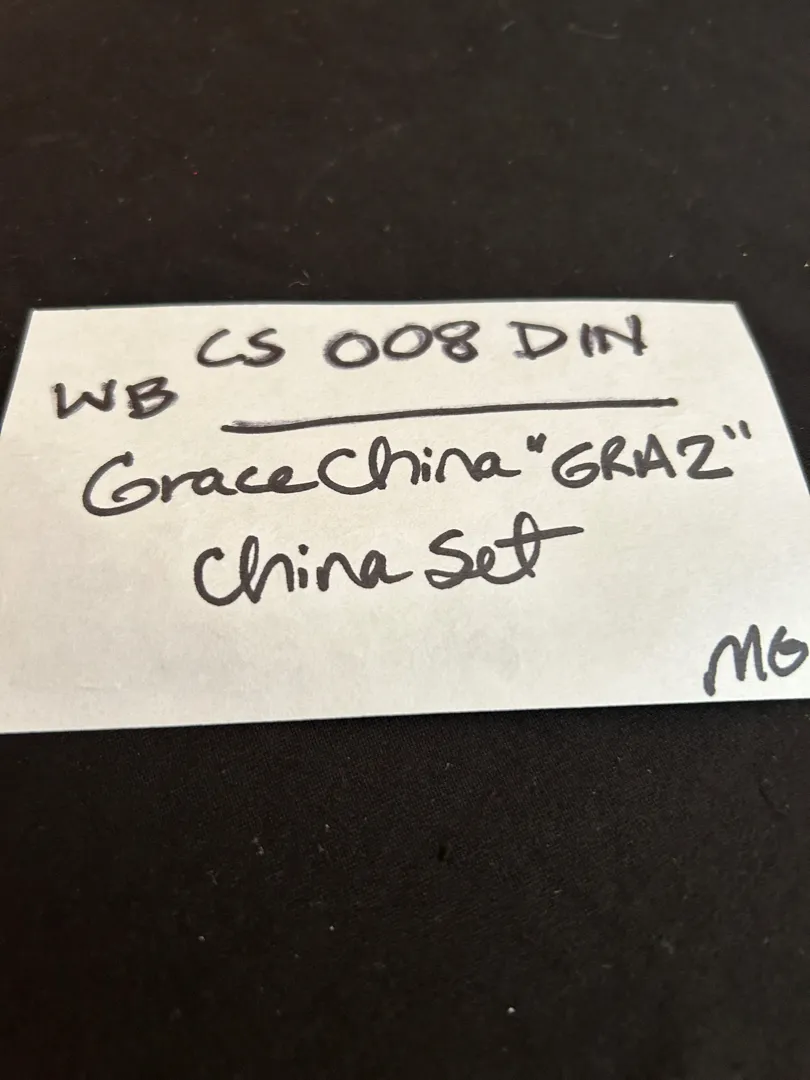 CS 008 DIN
WB
Grace China "GRAZ"
China Set
MG